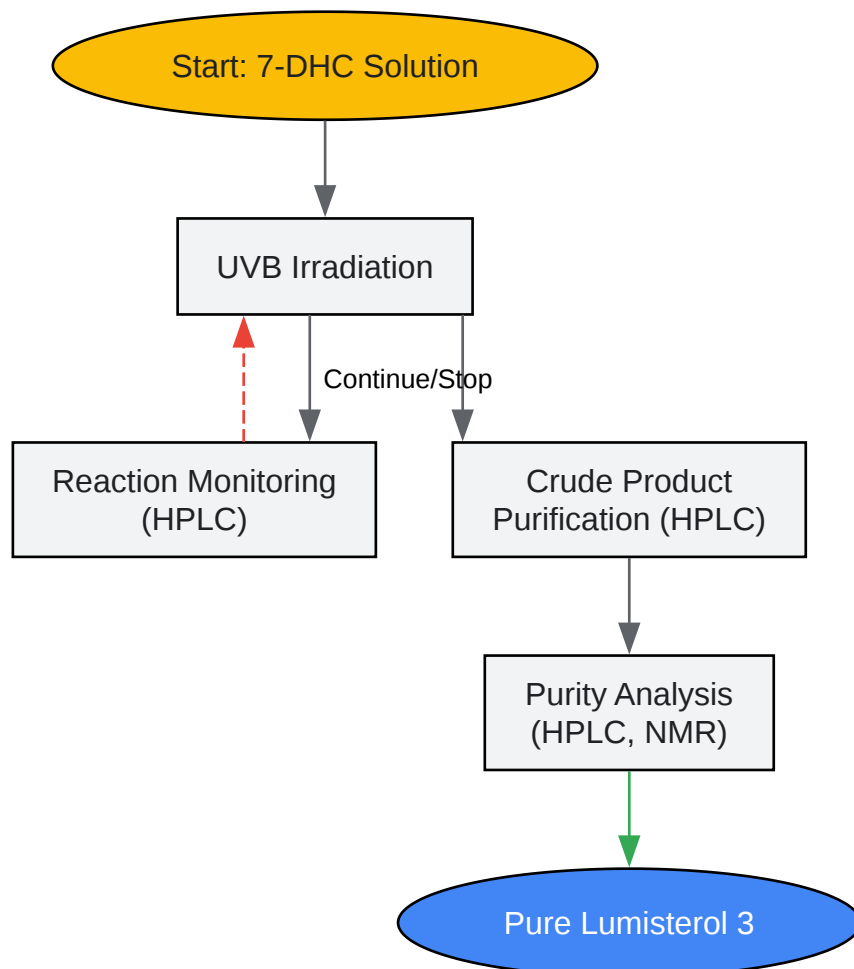 Start: 7-DHC Solution
UVB Irradiation
Continue/Stop
Reaction Monitoring
(HPLC)
Crude Product
Purification (HPLC)
Purity Analysis
(HPLC, NMR)
Pure Lumisterol 3